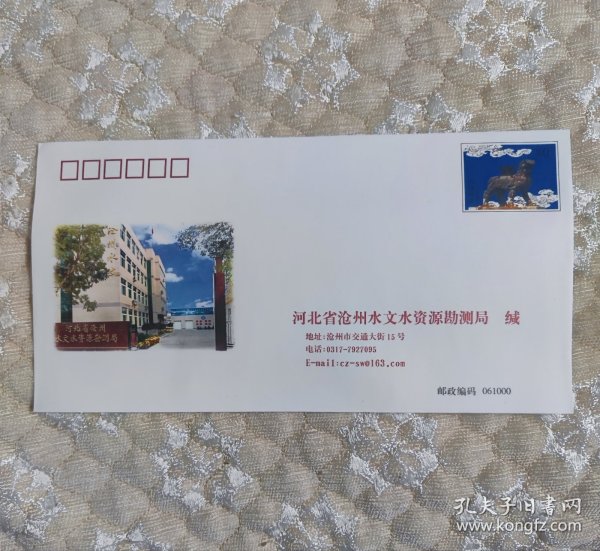 河北省沧州
水文水资源勘测局
河北省沧州水文水资源勘测局 缄
地址:沧州市交通大街15号
电话:0317-7927095
E-mail:cz-sw@163.com
邮政编码 061000
孔夫子旧书网
www.kongfz.com